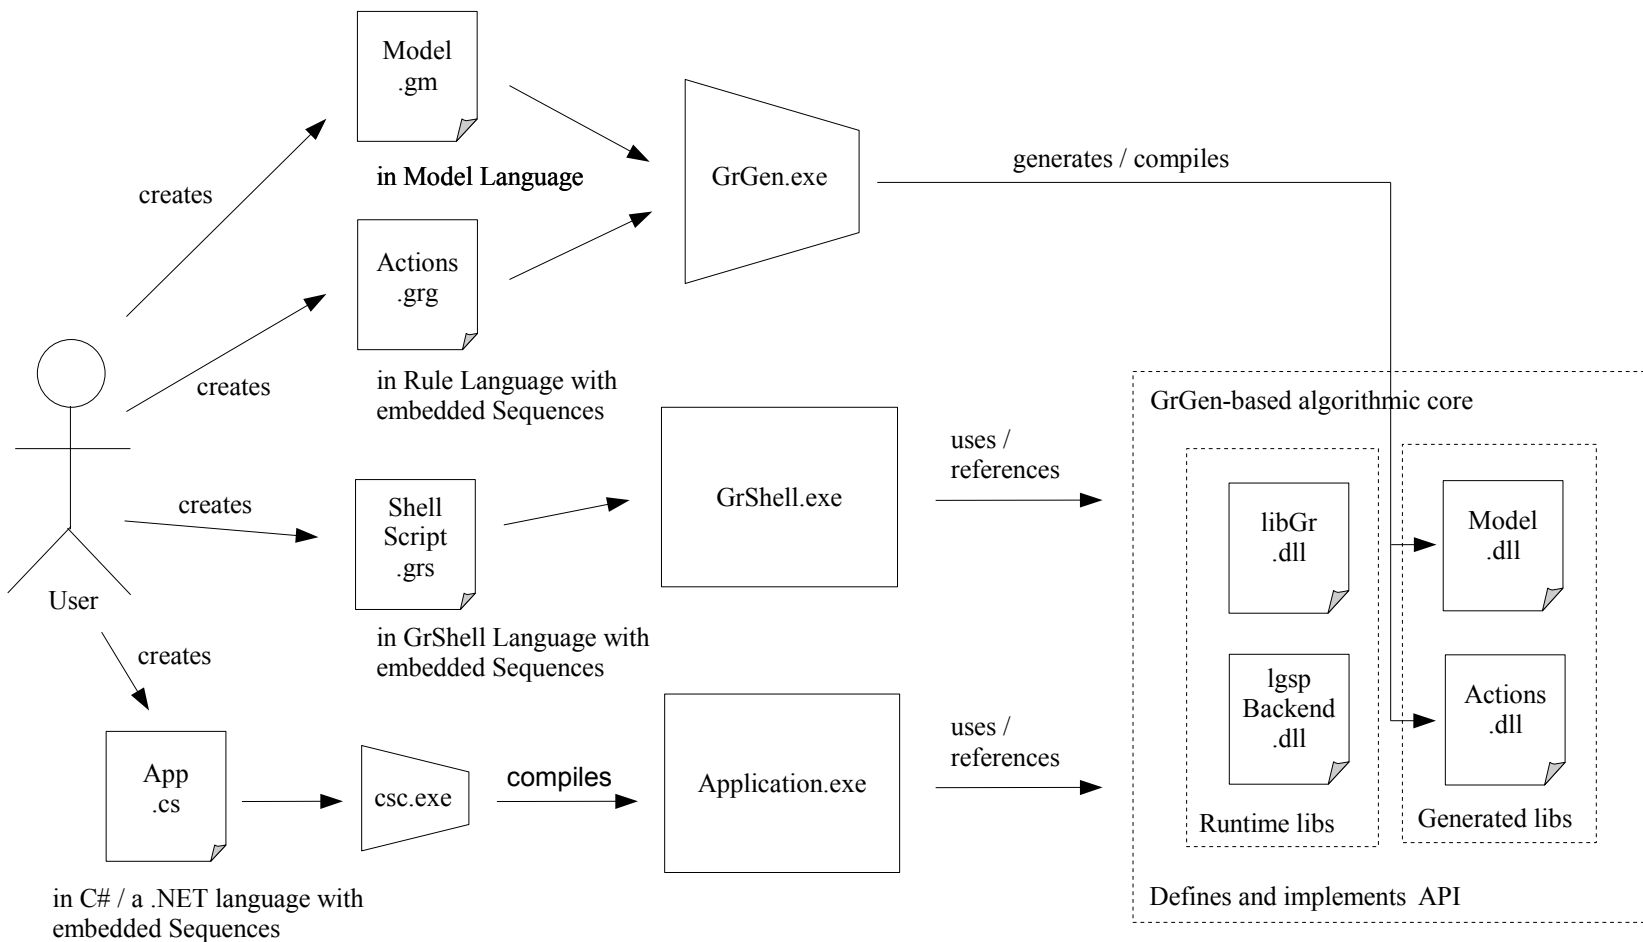 Model
.gm
in Model Language
creates
GrGen.exe
generates / compiles
Actions
.grg
creates
in Rule Language with
embedded Sequences
GrGen-based algorithmic core
uses /
references
Shell
Script
.grs
creates
GrShell.exe
libGr
.dll
Model
.dll
User
in GrShell Language with
embedded Sequences
creates
lgsp
Backend
.dll
Actions
.dll
uses /
references
App
.cs
csc.exe
compiles
Application.exe
Runtime libs
Generated libs
in C# / a .NET language with
embedded Sequences
Defines and implements API